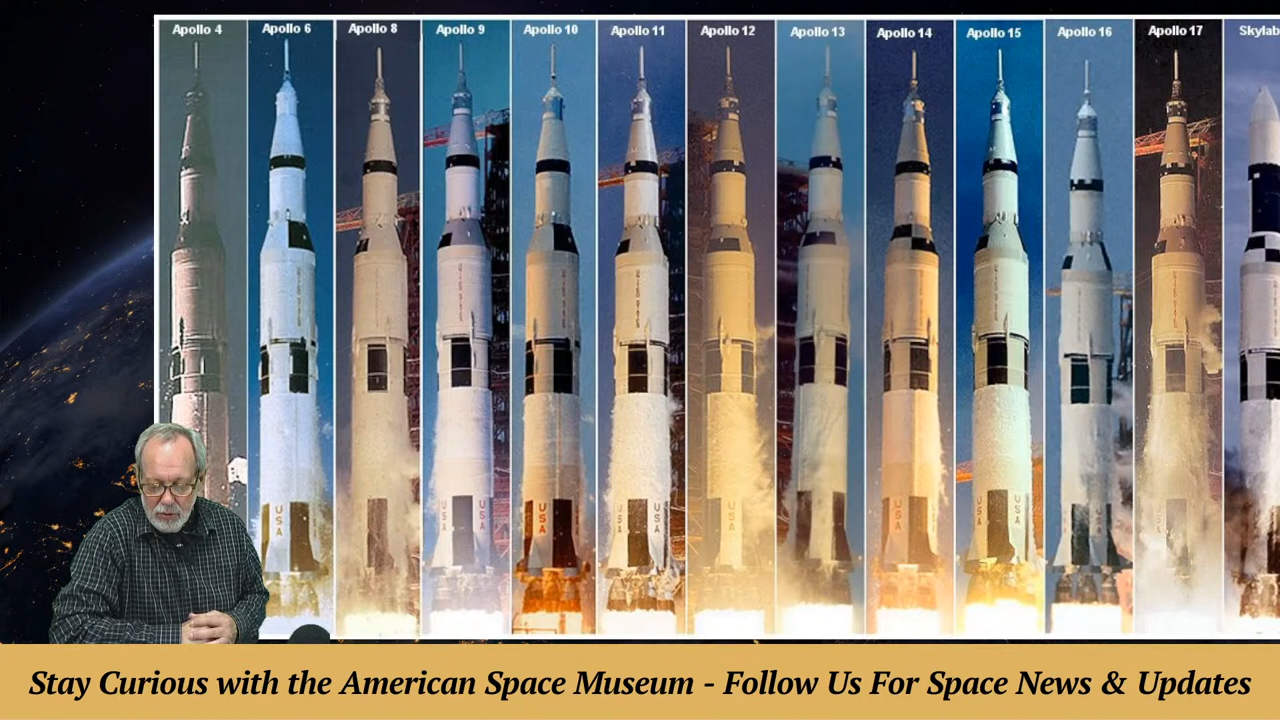 Apollo 4 Apollo 6 Apollo 8 Apollo 9 Apollo 10 Apollo 11 Apollo 12 Apollo 13 Apollo 14 Apollo 15 Apollo 16 Apollo 17 Skylab
USA USA USA USA USA USA USA USA USA USA
Stay Curious with the American Space Museum - Follow Us For Space News & Updates